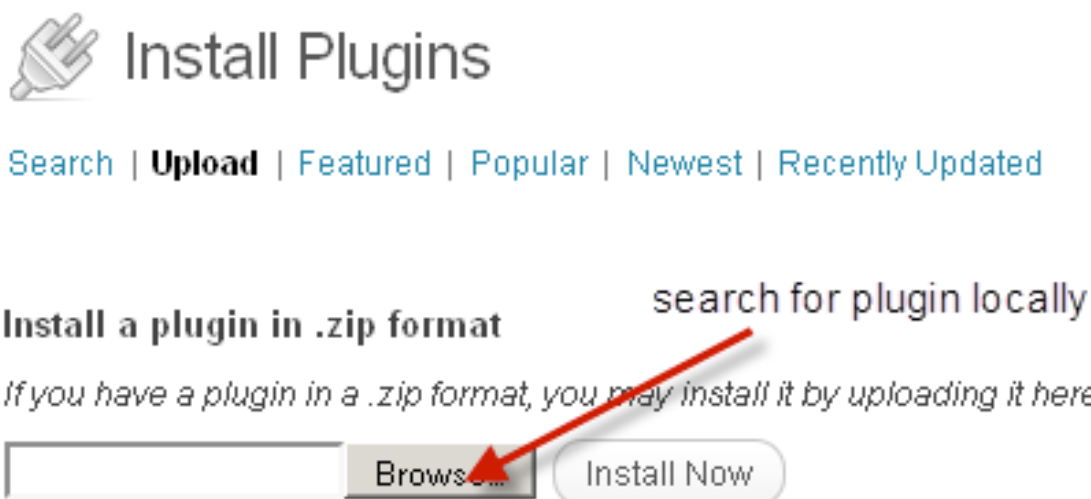 Install Plugins
Search | Upload | Featured | Popular | Newest | Recently Updated
search for plugin locally
Install a plugin in .zip format
If you have a plugin in a .zip format, you may install it by uploading it here
Browse... Install Now